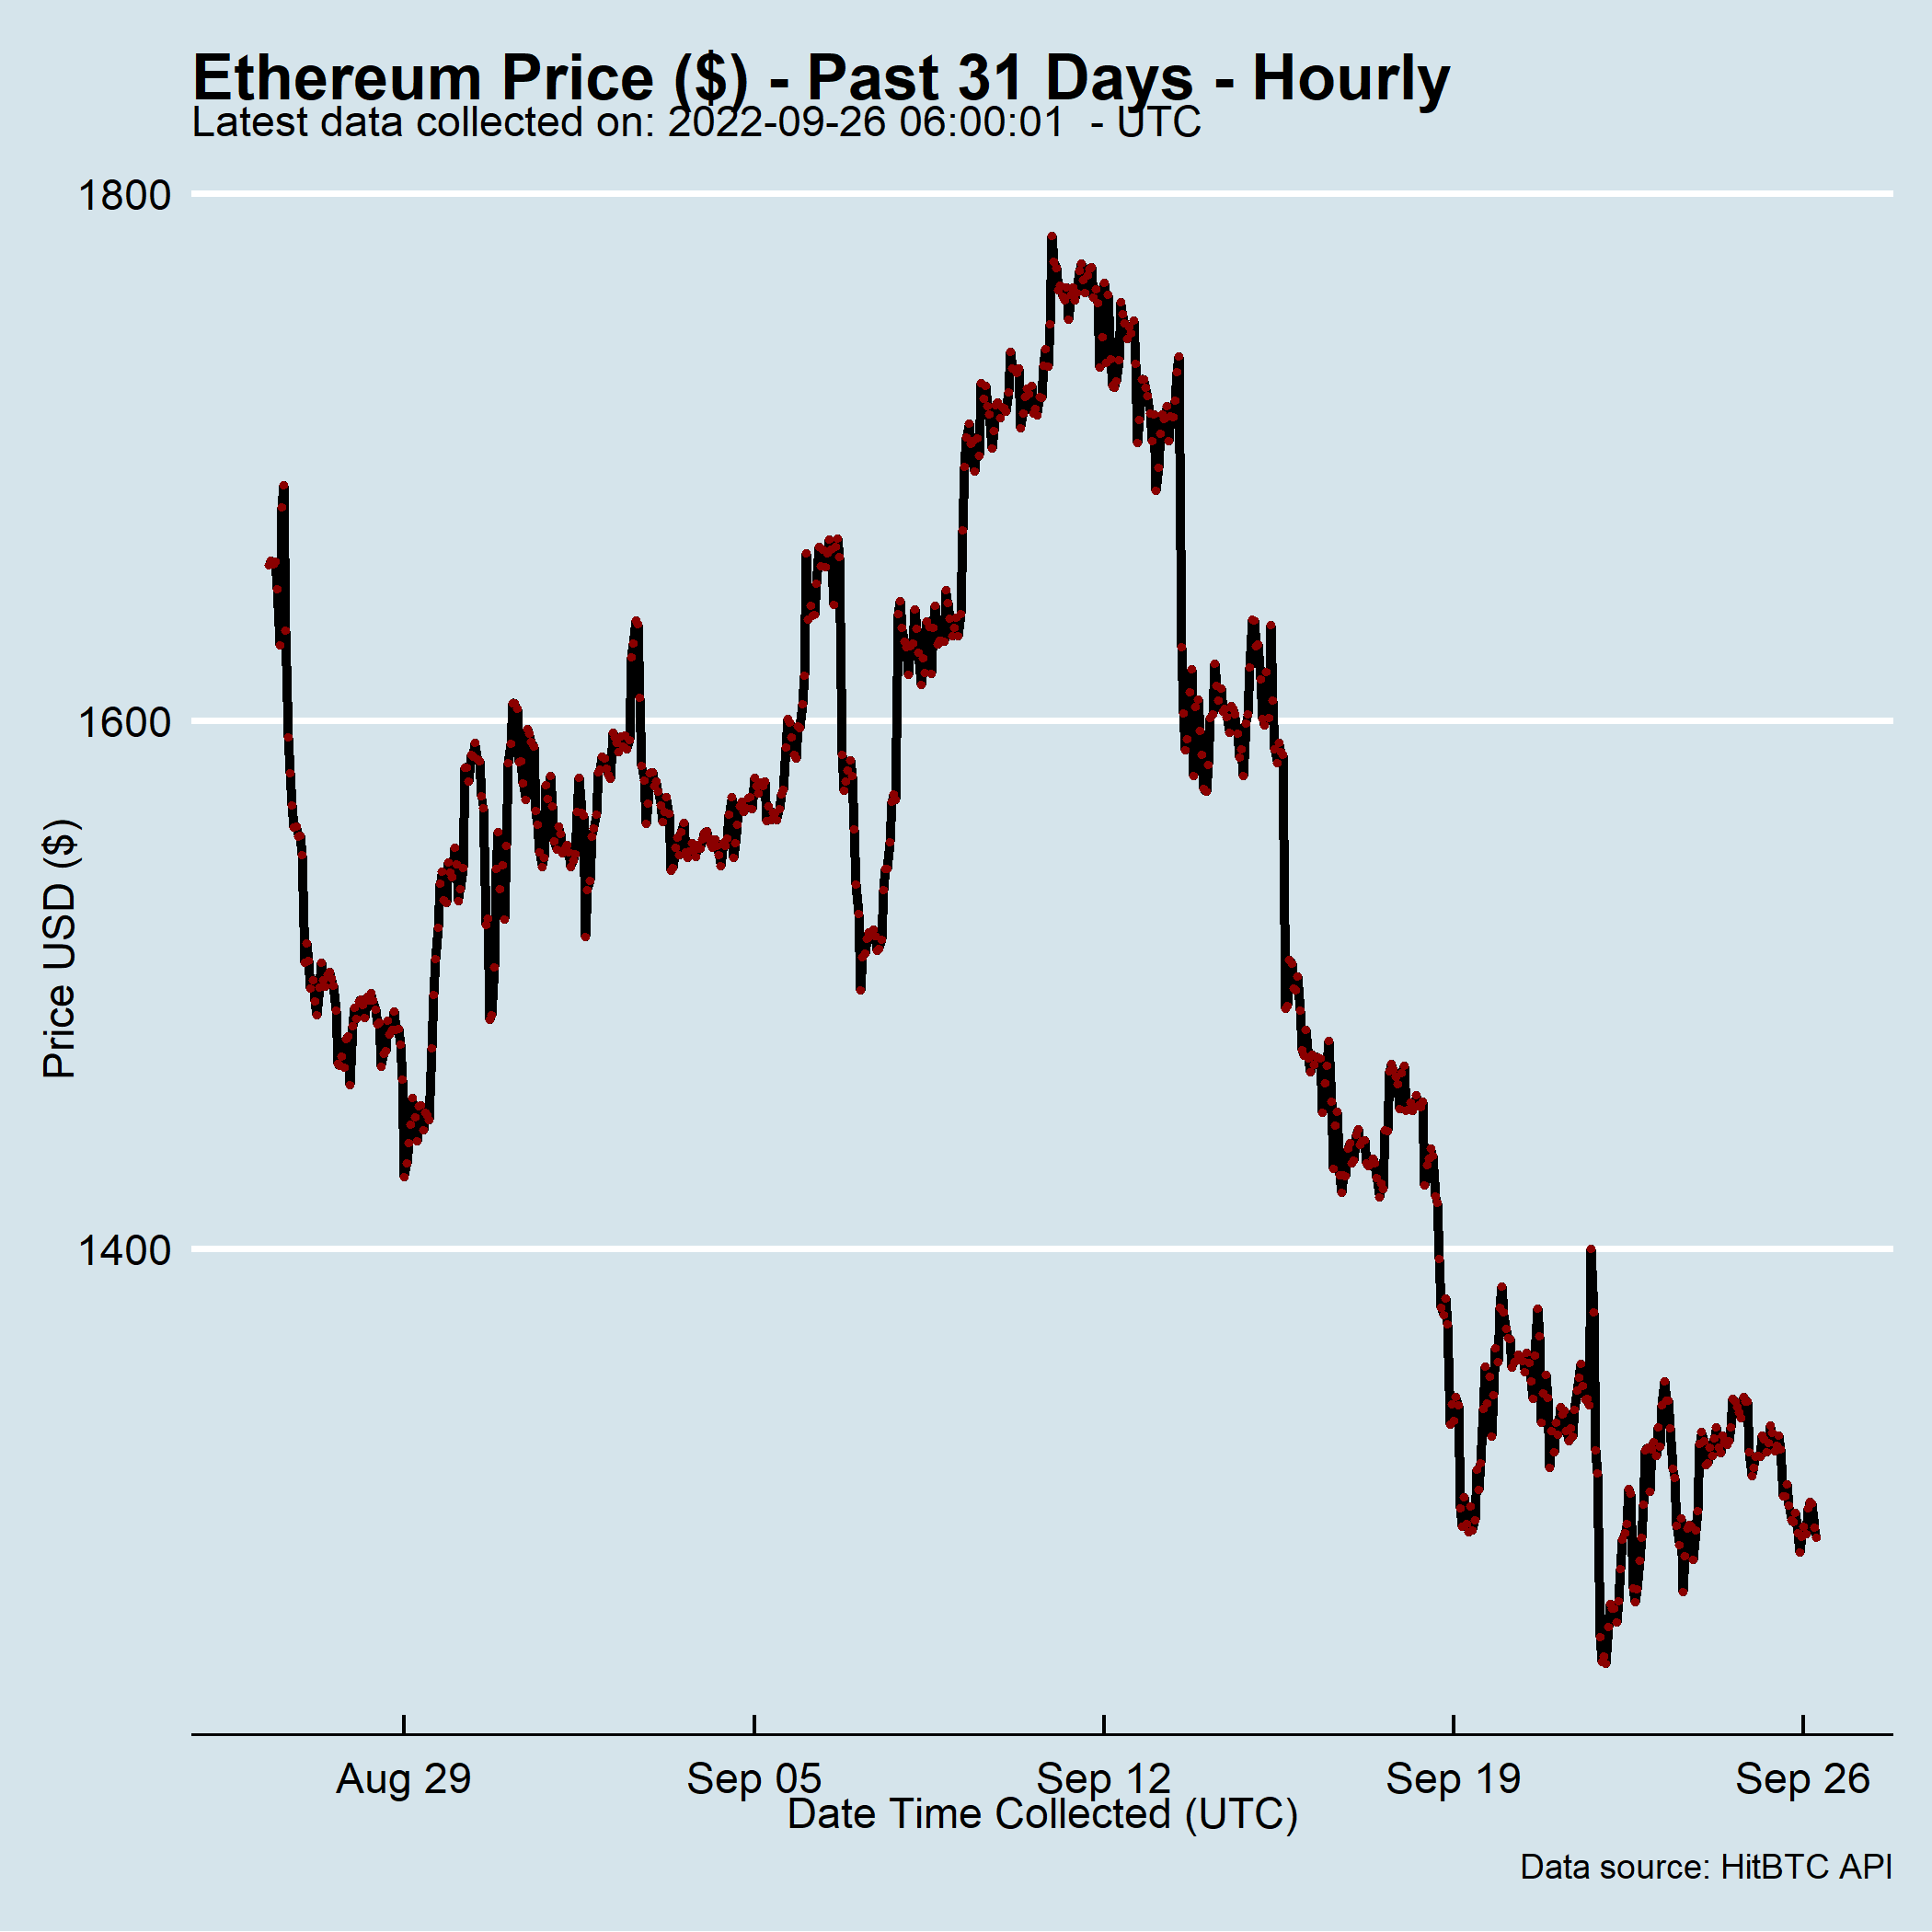 Ethereum Price ($) - Past 31 Days - Hourly
Latest data collected on: 2022-09-26 06:00:01  - UTC
1800
1600
1400
Price USD ($)
Aug 29 Sep 05 Sep 12 Sep 19 Sep 26
Date Time Collected (UTC)
Data source: HitBTC API